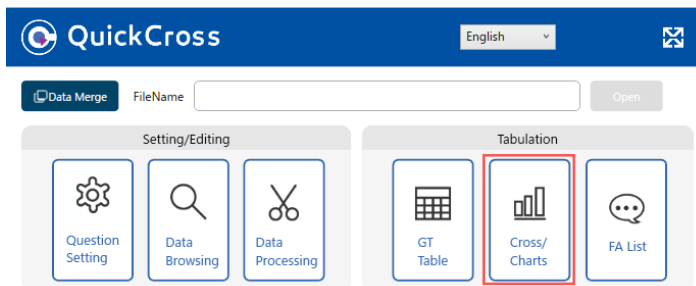 QuickCross
English
Data Merge
FileName
Open
Setting/Editing
Tabulation
Question
Setting
Data
Browsing
Data
Processing
GT
Table
Cross/
Charts
FA List